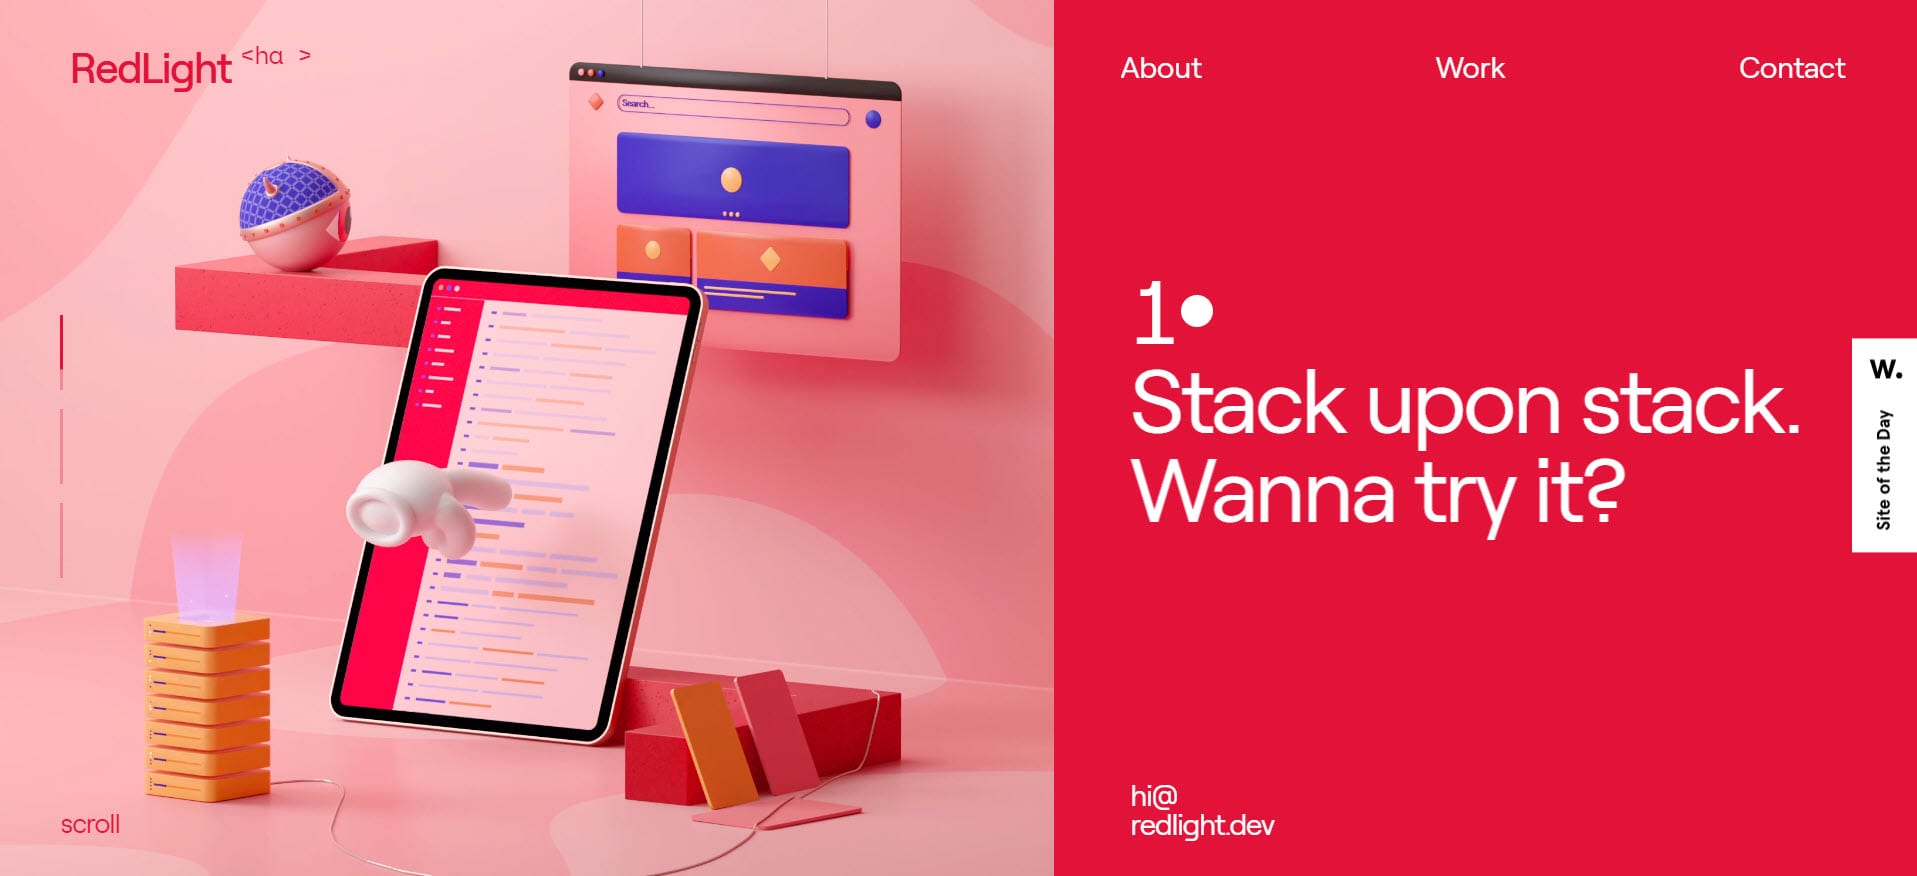 RedLight <ha >
About
Work
Contact
Search...
1•
Stack upon stack.
Wanna try it?
W.
Site of the Day
hi@
redlight.dev
scroll